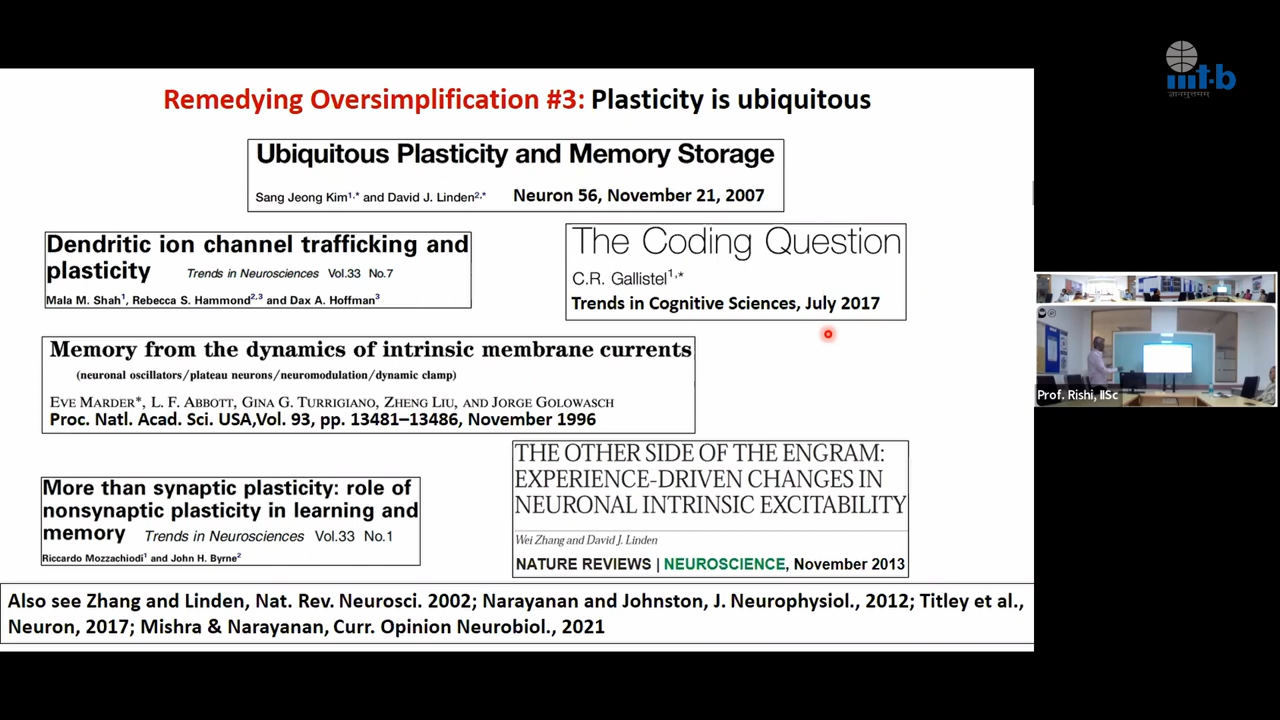 Remedying Oversimplification #3: Plasticity is ubiquitous
Ubiquitous Plasticity and Memory Storage
Sang Jeong Kim1,* and David J. Linden2,* Neuron 56, November 21, 2007
Dendritic ion channel trafficking and
plasticity Trends in Neurosciences Vol.33 No.7
Mala M. Shah1, Rebecca S. Hammond2,3 and Dax A. Hoffman3
The Coding Question
C.R. Gallistel1,*
Trends in Cognitive Sciences, July 2017
Memory from the dynamics of intrinsic membrane currents
(neuronal oscillators/plateau neurons/neuromodulation/dynamic clamp)
EVE MARDER*, L. F. ABBOTT, GINA G. TURRIGIANO, ZHENG LIU, AND JORGE GOLOWASCH
Proc. Natl. Acad. Sci. USA,Vol. 93, pp. 13481–13486, November 1996
More than synaptic plasticity: role of
nonsynaptic plasticity in learning and
memory Trends in Neurosciences Vol.33 No.1
Riccardo Mozzachiodi1 and John H. Byrne2
THE OTHER SIDE OF THE ENGRAM:
EXPERIENCE-DRIVEN CHANGES IN
NEURONAL INTRINSIC EXCITABILITY
Wei Zhang and David J. Linden
NATURE REVIEWS | NEUROSCIENCE, November 2013
Also see Zhang and Linden, Nat. Rev. Neurosci. 2002; Narayanan and Johnston, J. Neurophysiol., 2012; Titley et al.,
Neuron, 2017; Mishra & Narayanan, Curr. Opinion Neurobiol., 2021
iiit-b
ज्ञानमुत्तमम्
Prof. Rishi, IISc